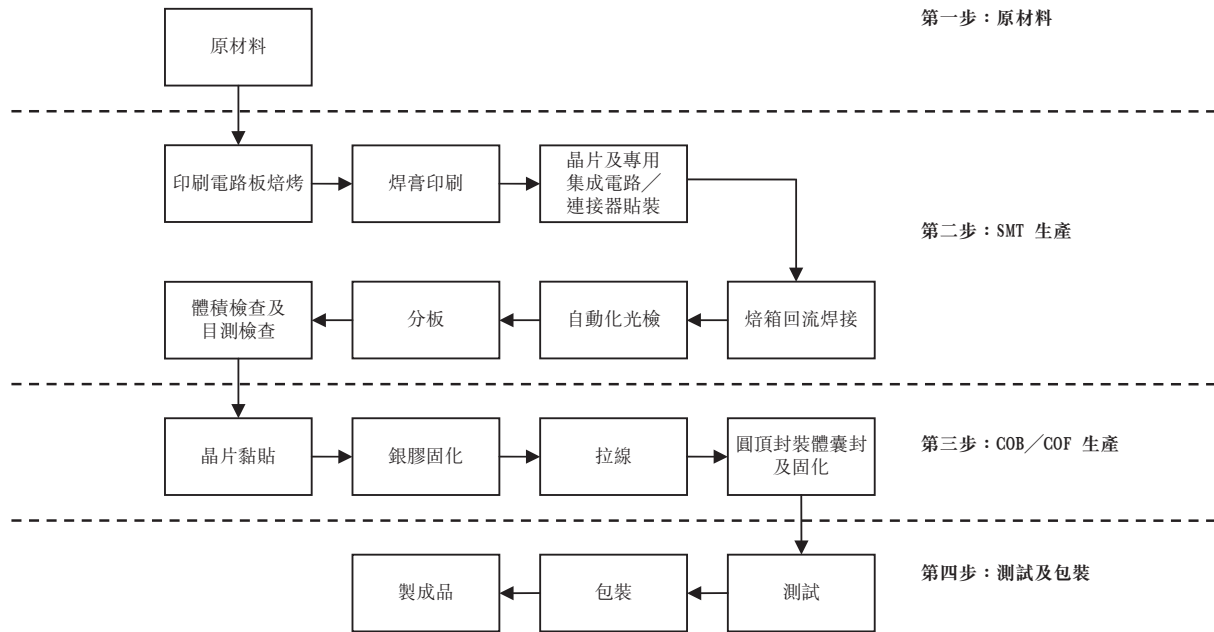 第一步：原材料
原材料
印刷電路板焙烤
焊膏印刷
晶片及專用
集成電路／
連接器貼裝
第二步：SMT 生產
體積檢查及
目測檢查
分板
自動化光檢
焙箱回流焊接
晶片黏貼
銀膠固化
拉線
圓頂封裝體囊封
及固化
第三步：COB／COF 生產
製成品
包裝
測試
第四步：測試及包裝